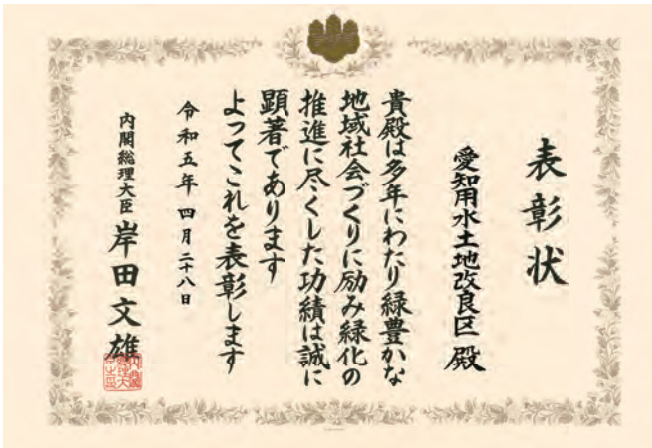 表彰状
愛知用水土地改良区 殿
貴殿は多年にわたり緑豊かな
地域社会づくりに励み緑化の
推進に尽くした功績は誠に
顕著であります
よってこれを表彰します
令和五年四月二十八日
内閣総理大臣 岸田文雄